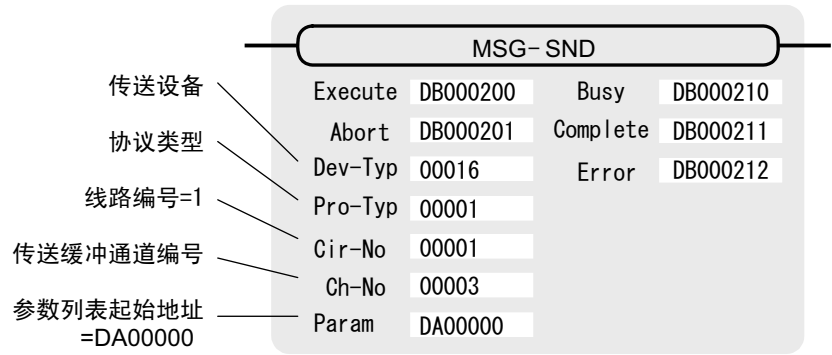 MSG-SND
传送设备
协议类型
线路编号=1
传送缓冲通道编号
参数列表起始地址
=DA00000
Execute DB000200 Busy DB000210
Abort DB000201 Complete DB000211
Dev-Typ 00016 Error DB000212
Pro-Typ 00001
Cir-No 00001
Ch-No 00003
Param DA00000